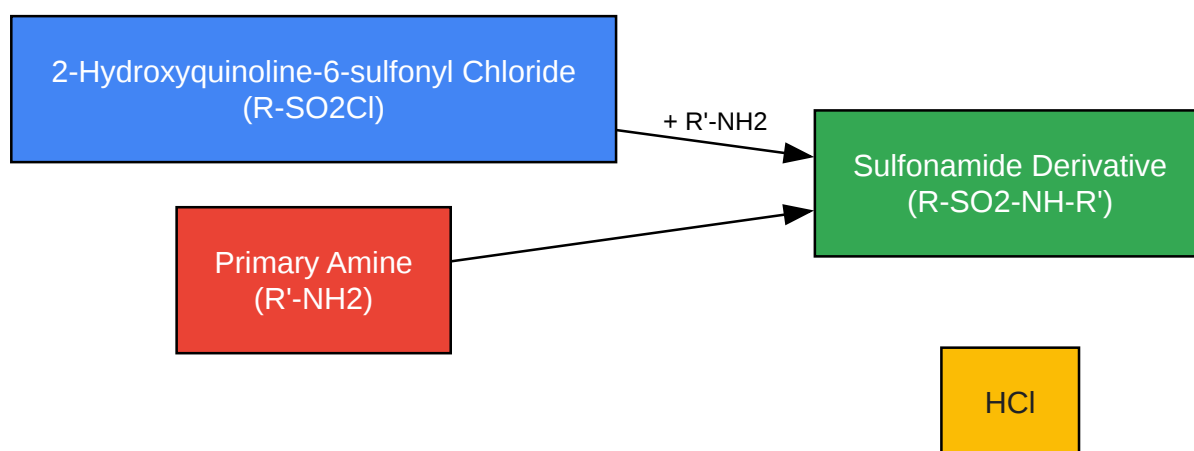 2-Hydroxyquinoline-6-sulfonyl Chloride
(R-SO2Cl)
+ R'-NH2
Sulfonamide Derivative
(R-SO2-NH-R')
Primary Amine
(R'-NH2)
HCl